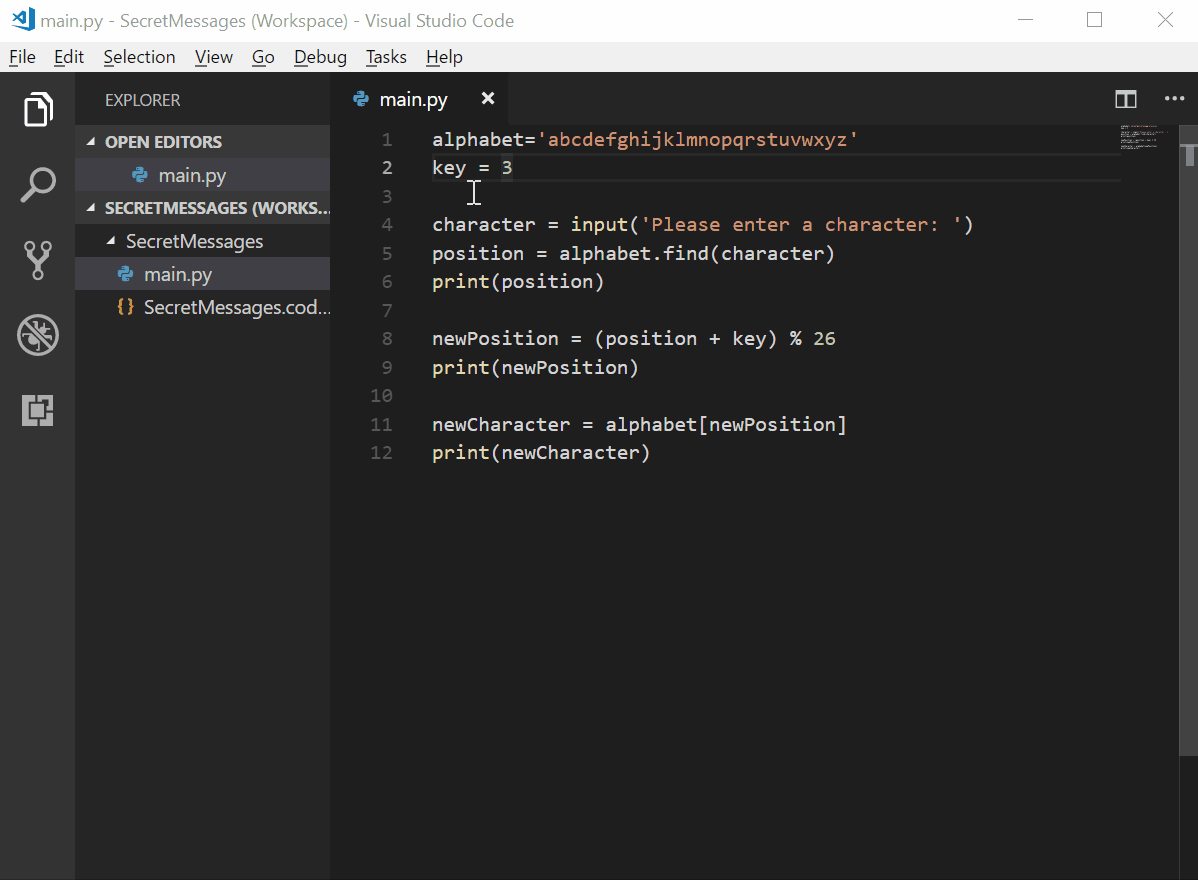 main.py - SecretMessages (Workspace) - Visual Studio Code
File Edit Selection View Go Debug Tasks Help
EXPLORER
OPEN EDITORS
main.py
SECRETMESSAGES (WORKS...
SecretMessages
main.py
{} SecretMessages.cod...
main.py
1 alphabet='abcdefghijklmnopqrstuvwxyz'
2 key = 3
3
4 character = input('Please enter a character: ')
5 position = alphabet.find(character)
6 print(position)
7
8 newPosition = (position + key) % 26
9 print(newPosition)
10
11 newCharacter = alphabet[newPosition]
12 print(newCharacter)